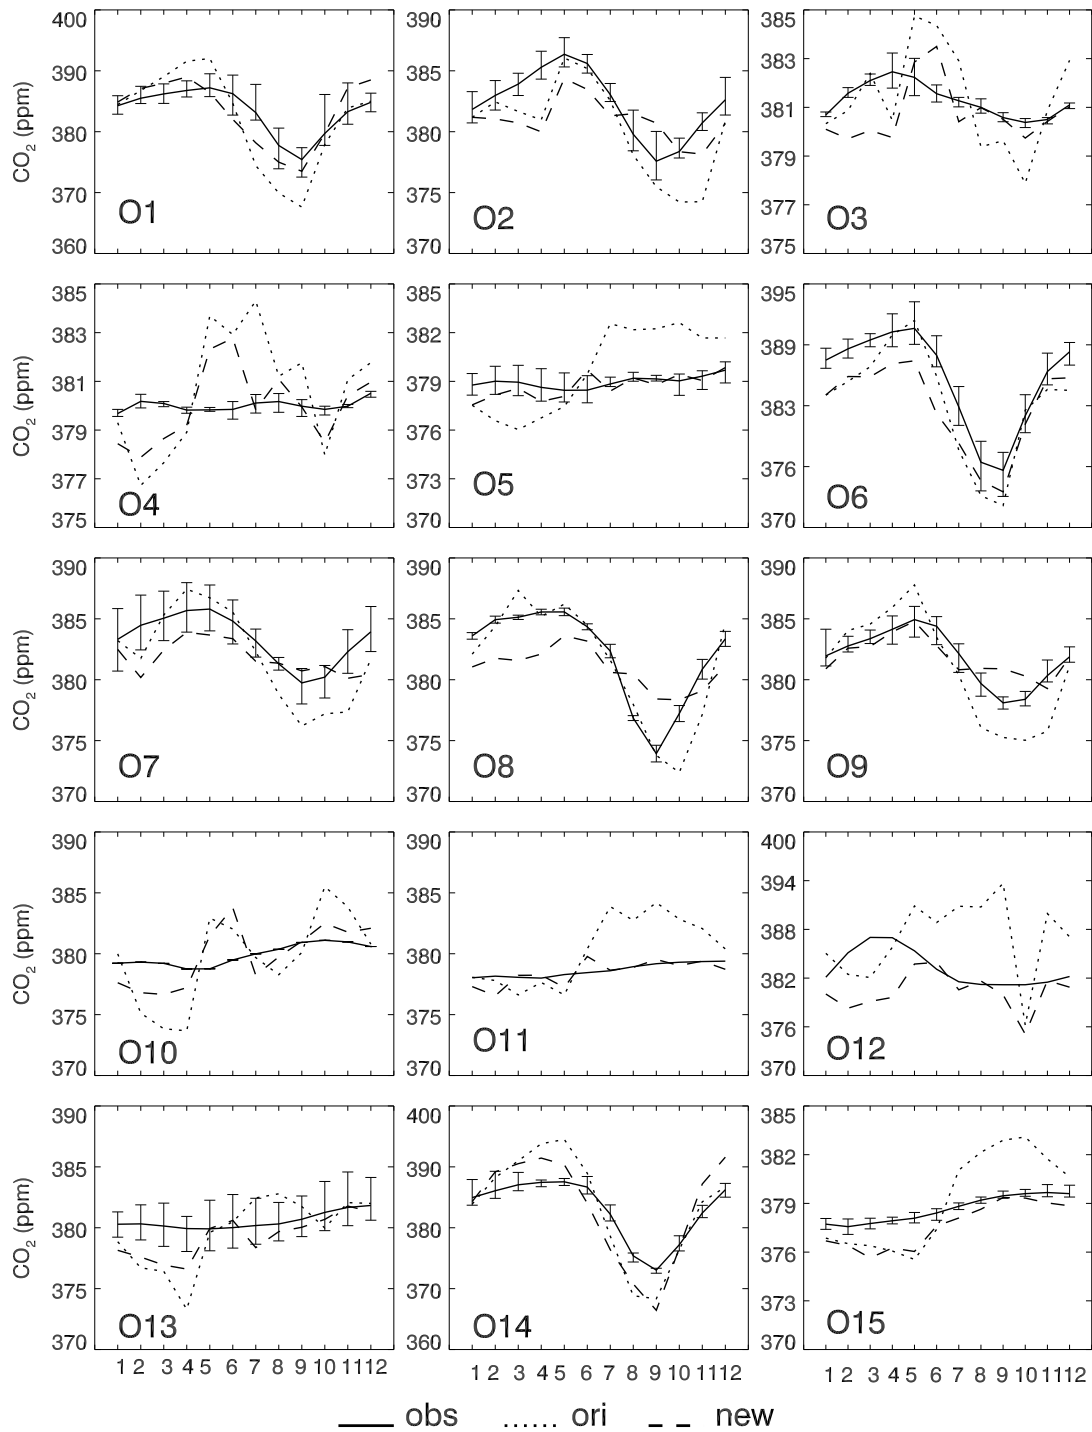 400 390 385
390 385 383
380 380 381
370 375 379
360 370 377
375
CO2 (ppm)
O1 O2 O3
385 385 395
383 382 389
381 379 383
379 376 376
377 373 370
375 370
CO2 (ppm)
O4 O5 O6
390 390 390
385 385 385
380 380 380
375 375 375
370 370 370
CO2 (ppm)
O7 O8 O9
390 390 400
385 385 394
380 380 388
375 375 382
370 370 376
370
CO2 (ppm)
O10 O11 O12
390 400 385
385 390 382
380 380 379
375 370 376
370 360 373
370
CO2 (ppm)
O13 O14 O15
1 2 3 4 5 6 7 8 9 10 11 12 1 2 3 4 5 6 7 8 9 10 11 12 1 2 3 4 5 6 7 8 9 10 11 12
obs ori new